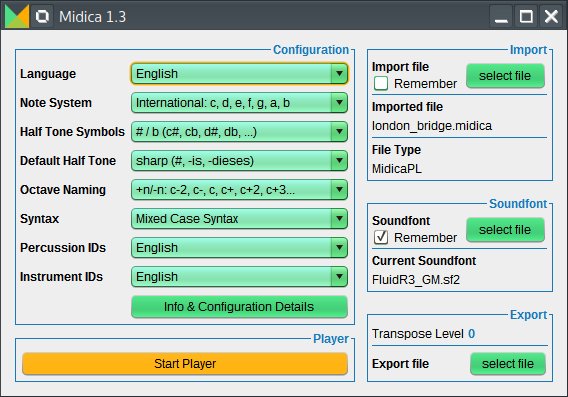 Midica 1.3
Configuration
Language English
Note System International: c, d, e, f, g, a, b
Half Tone Symbols # / b (c#, cb, d#, db, ...)
Default Half Tone sharp (#, -is, -dieses)
Octave Naming +n/-n: c-2, c-, c, c+, c+2, c+3...
Syntax Mixed Case Syntax
Percussion IDs English
Instrument IDs English
Info & Configuration Details
Player
Start Player
Import
Import file
Remember
select file
Imported file
london_bridge.midica
File Type
MidicaPL
Soundfont
Soundfont
Remember
select file
Current Soundfont
FluidR3_GM.sf2
Export
Transpose Level 0
Export file select file